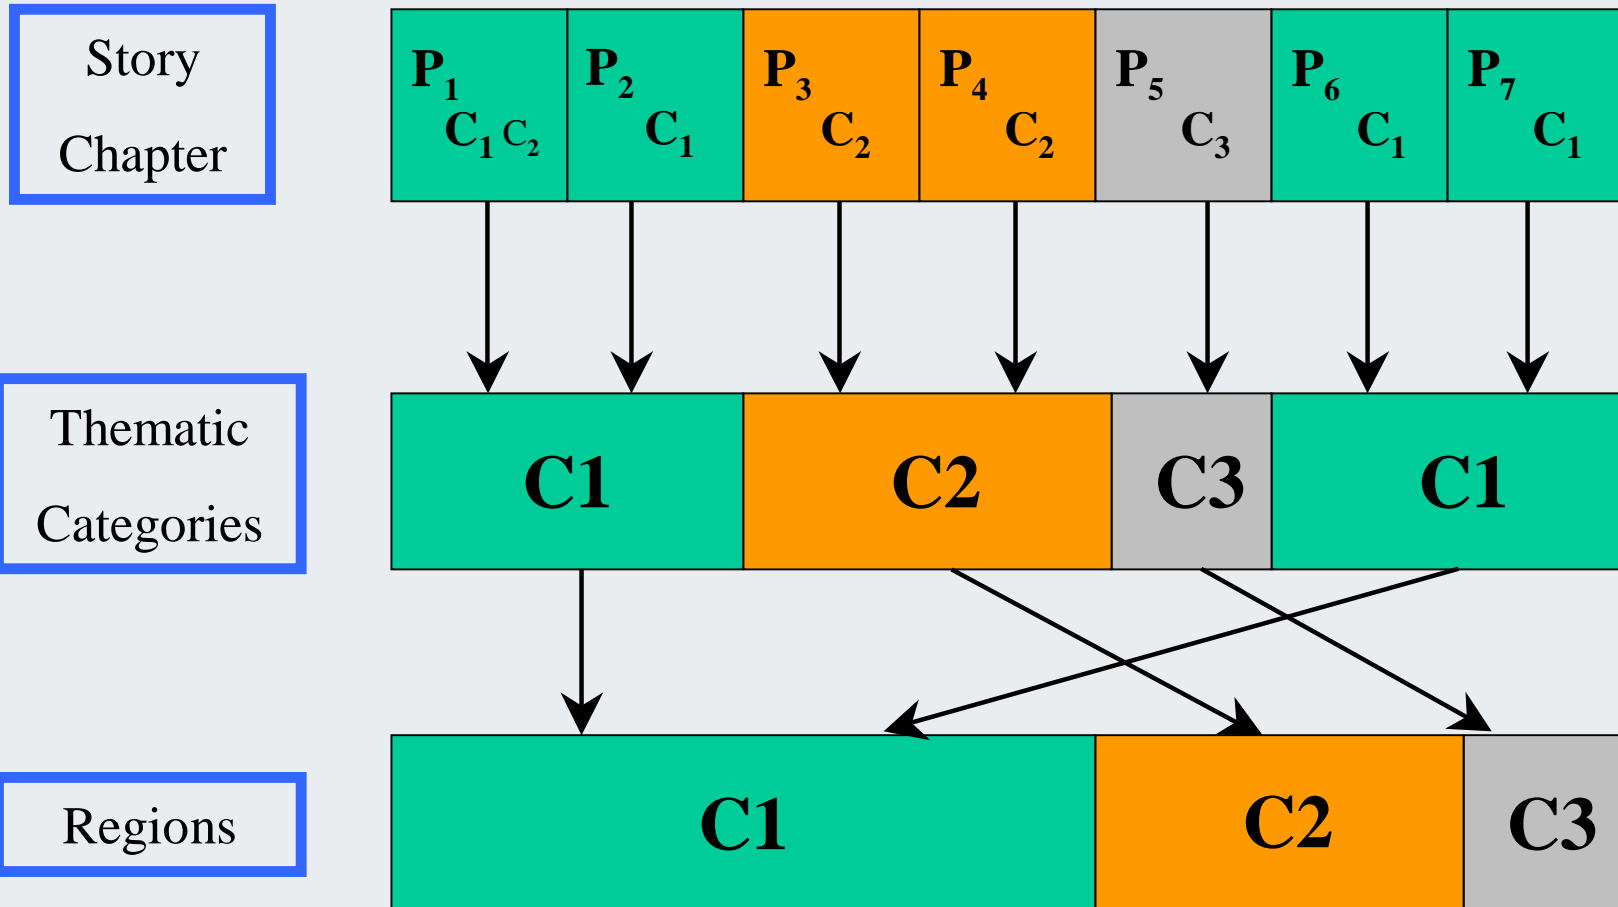 Story
Chapter
P1 P2 P3 P4 P5 P6 P7
C1 C2 C1 C2 C2 C3 C1 C1
Thematic
Categories
C1 C2 C3 C1
Regions
C1 C2 C3